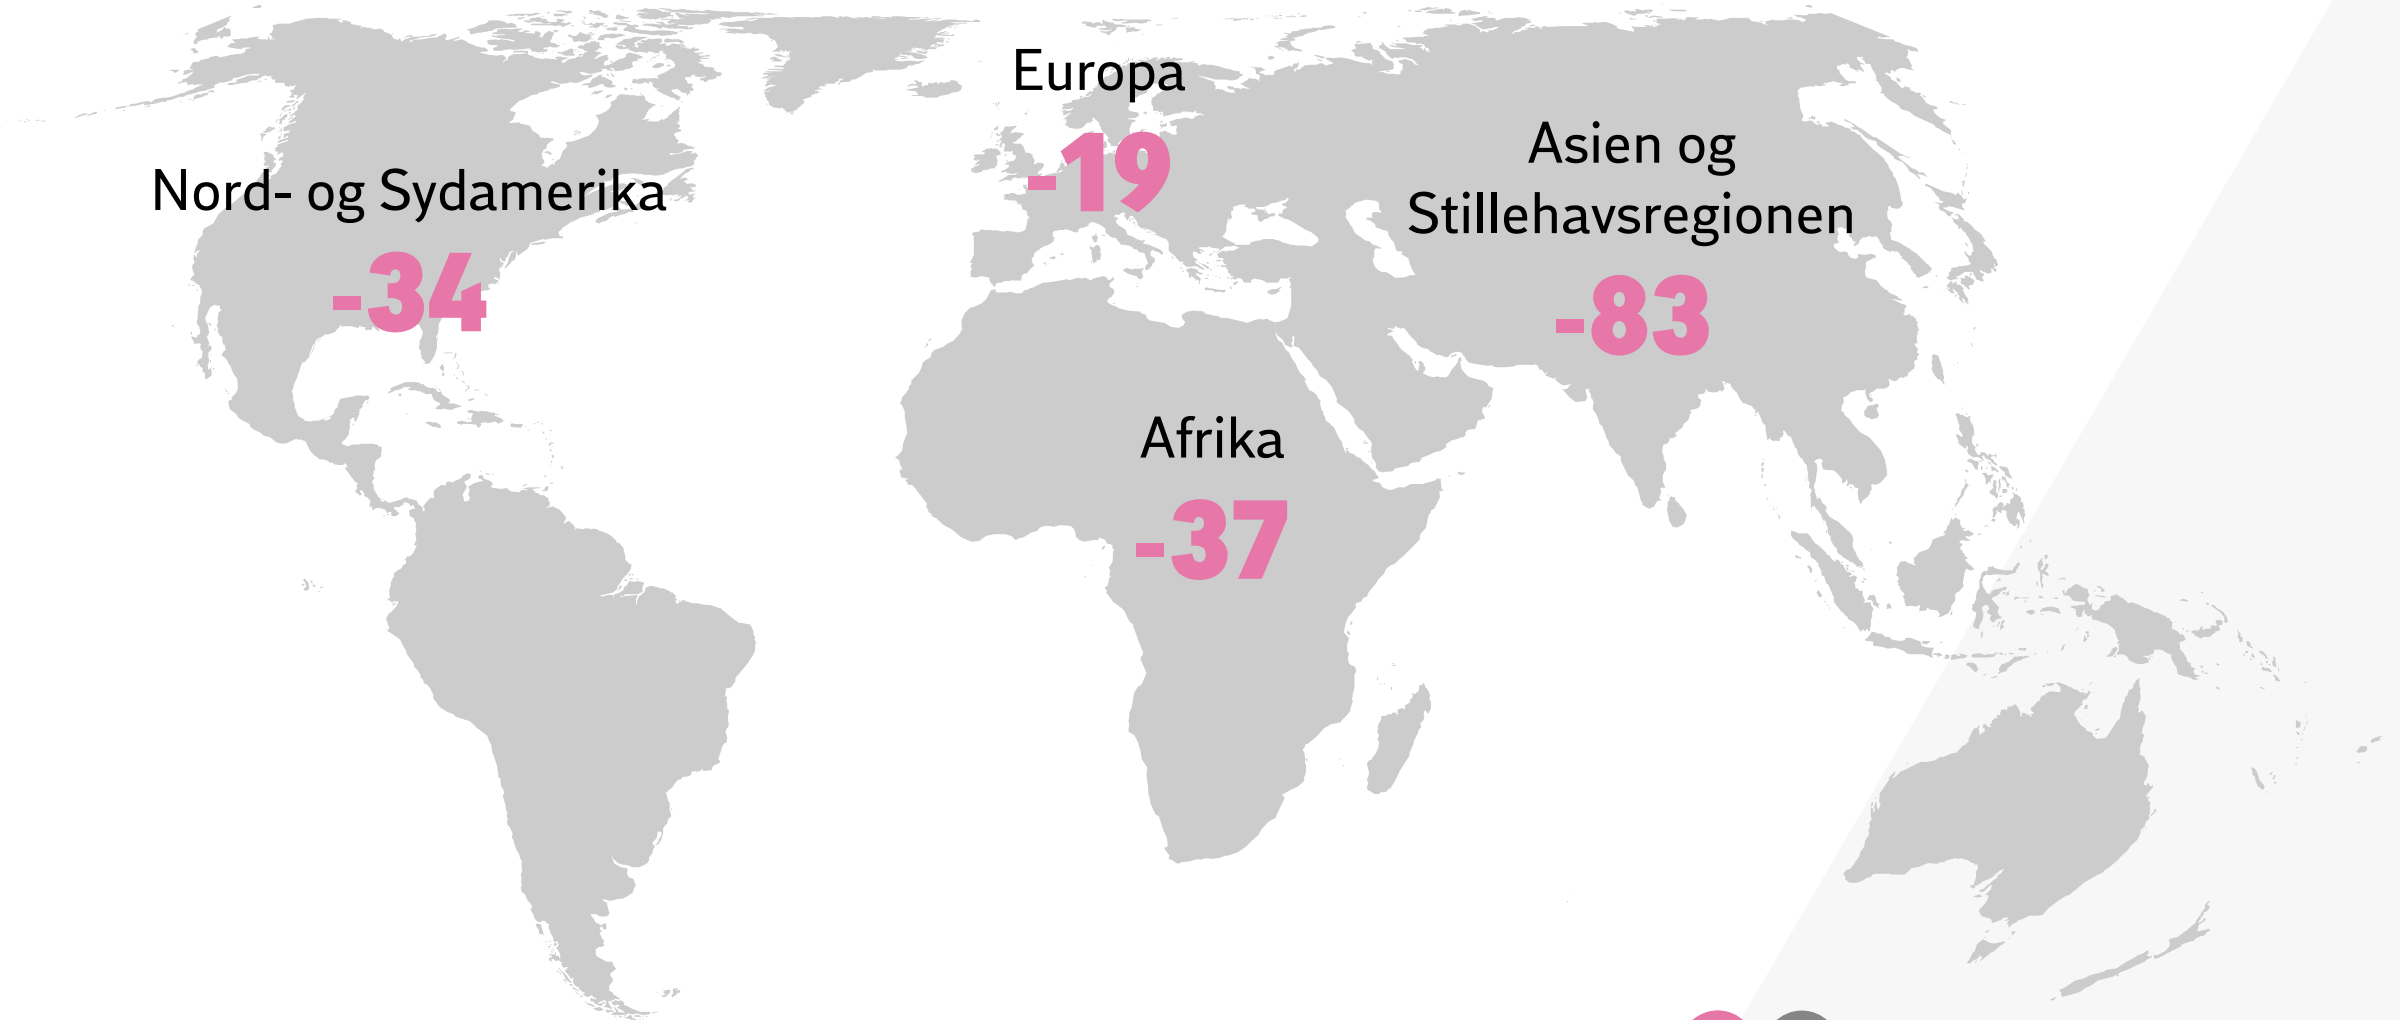 Europa
-19
Asien og
Stillehavsregionen
-83
Nord- og Sydamerika
-34
Afrika
-37